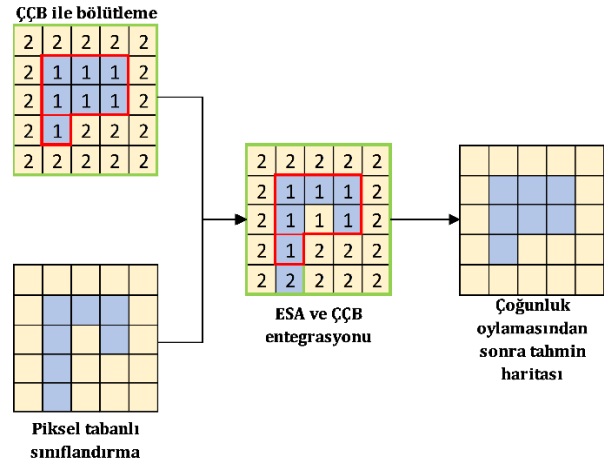 ÇÇB ile bölütleme
2 2 2 2 2
2 1 1 1 2
2 1 1 1 2
2 1 2 2 2
2 2 2 2 2
2 2 2 2 2
2 1 1 1 2
2 1 1 1 2
2 1 2 2 2
2 2 2 2 2
ESA ve ÇÇB
entegrasyonu
Çoğunluk
oylamasından
sonra tahmin
haritası
Piksel tabanlı
sınıflandırma